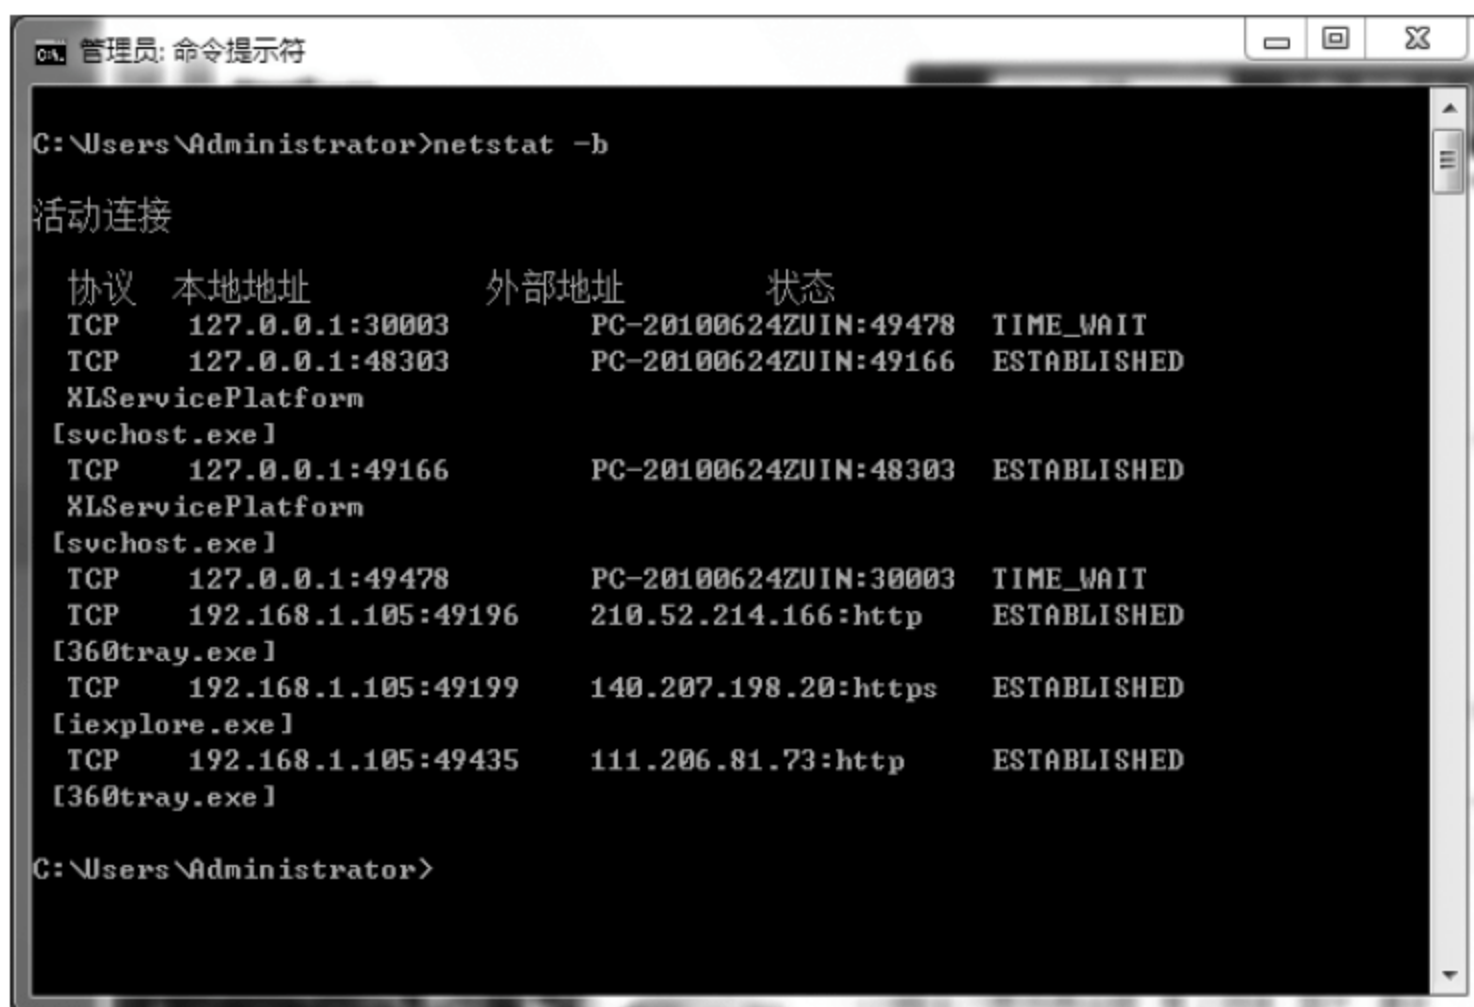 管理员: 命令提示符
C:\Users\Administrator>netstat -b
活动连接
协议 本地地址 外部地址 状态
TCP 127.0.0.1:30003 PC-20100624ZUIN:49478 TIME_WAIT
TCP 127.0.0.1:48303 PC-20100624ZUIN:49166 ESTABLISHED
XLServicePlatform
[svchost.exe]
TCP 127.0.0.1:49166 PC-20100624ZUIN:48303 ESTABLISHED
XLServicePlatform
[svchost.exe]
TCP 127.0.0.1:49478 PC-20100624ZUIN:30003 TIME_WAIT
TCP 192.168.1.105:49196 210.52.214.166:http ESTABLISHED
[360tray.exe]
TCP 192.168.1.105:49199 140.207.198.20:https ESTABLISHED
[iexplore.exe]
TCP 192.168.1.105:49435 111.206.81.73:http ESTABLISHED
[360tray.exe]
C:\Users\Administrator>